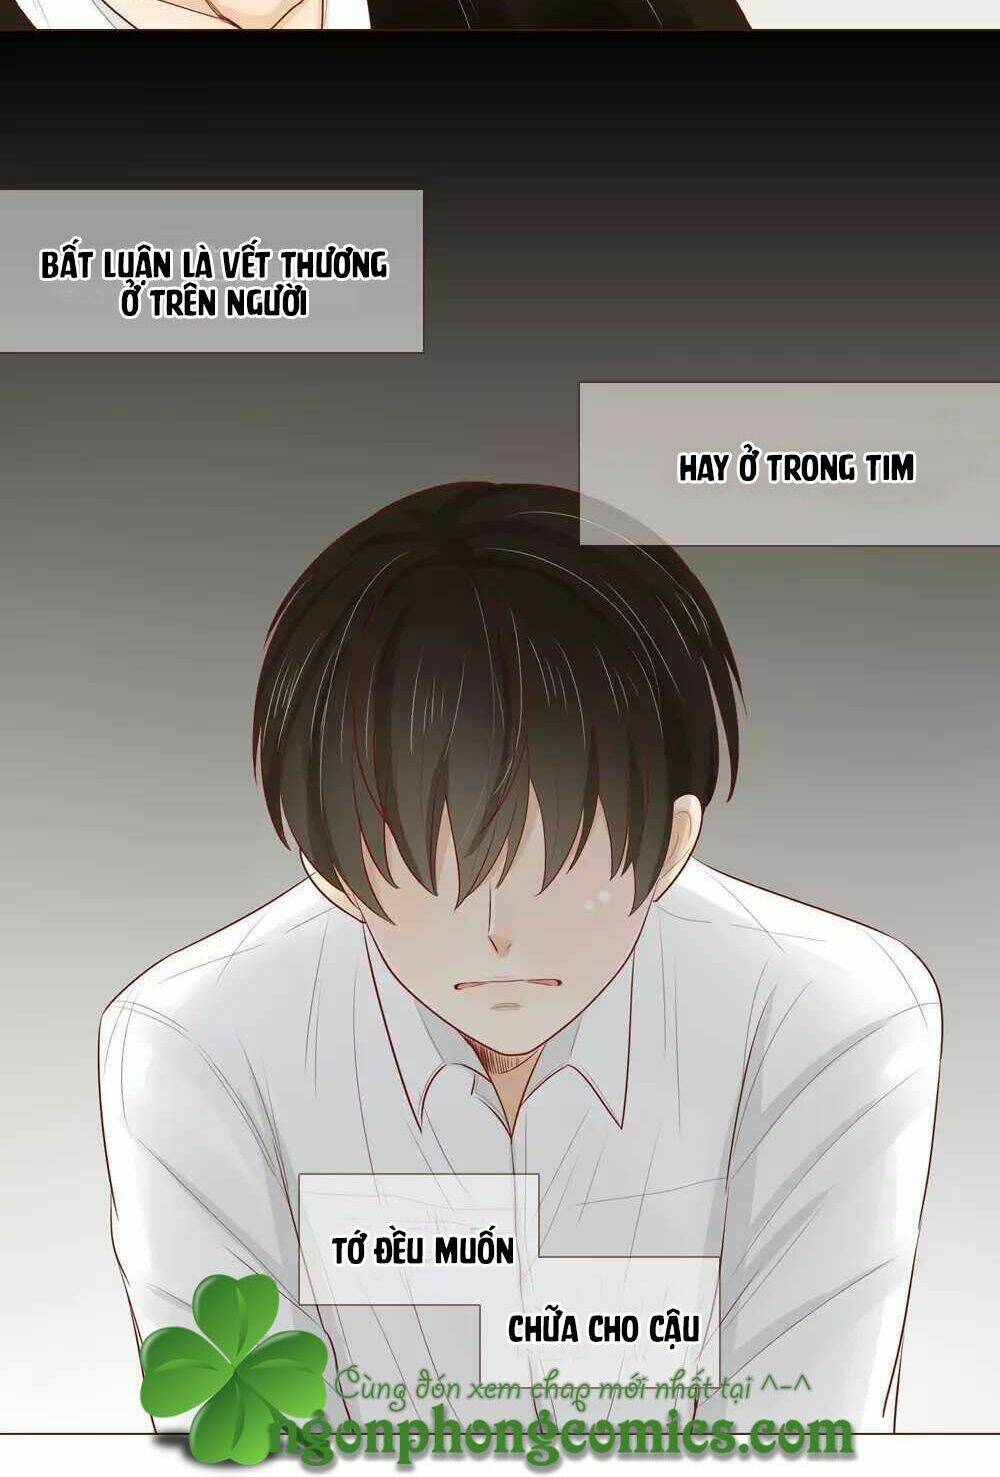 BẤT LUẬN LÀ VẾT THƯƠNG
Ở TRÊN NGƯỜI
HAY Ở TRONG TIM
TỚ ĐỀU MUỐN
CHỮA CHO CẬU
Cùng đón xem chap mới nhất tại ^-^
ngonphongcomics.com